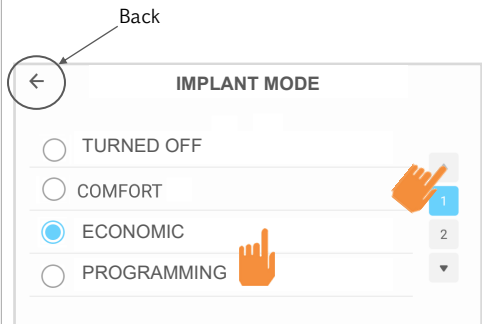 Back
IMPLANT MODE
TURNED OFF
COMFORT
1
ECONOMIC
2
PROGRAMMING